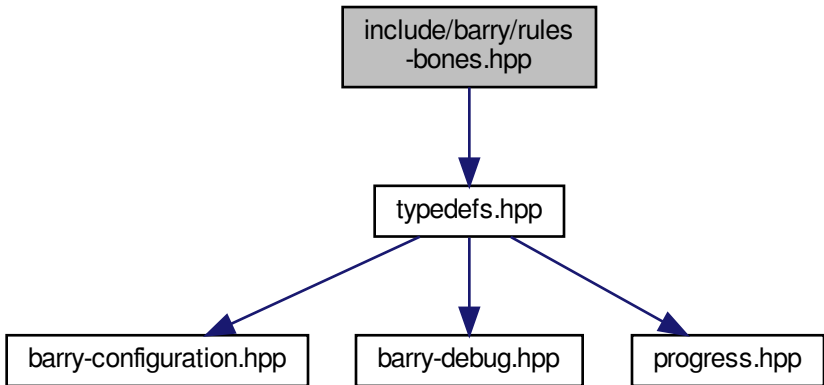 include/barry/rules
-bones.hpp
typedefs.hpp
barry-configuration.hpp
barry-debug.hpp
progress.hpp